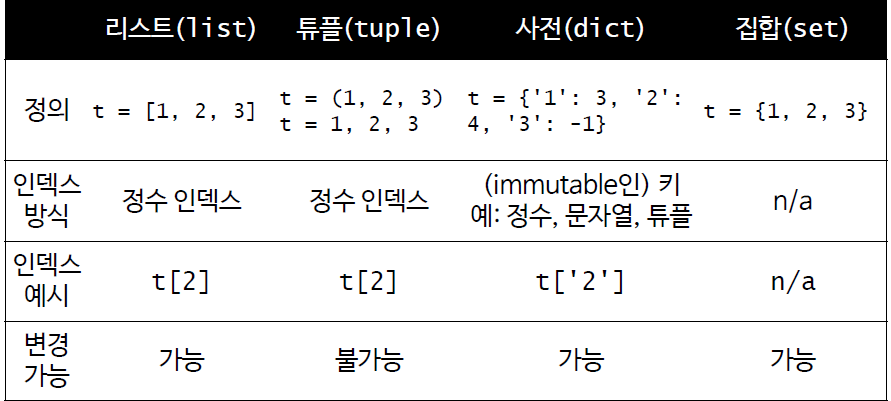 리스트(list) 튜플(tuple) 사전(dict) 집합(set)
정의 t = [1, 2, 3] t = (1, 2, 3) t = {'1': 3, '2': t = {1, 2, 3}
t = 1, 2, 3 4, '3': -1}
인덱스 방식 정수 인덱스 정수 인덱스 (immutable인) 키 n/a
예: 정수, 문자열, 튜플
인덱스 예시 t[2] t[2] t['2'] n/a
변경 가능 가능 불가능 가능 가능